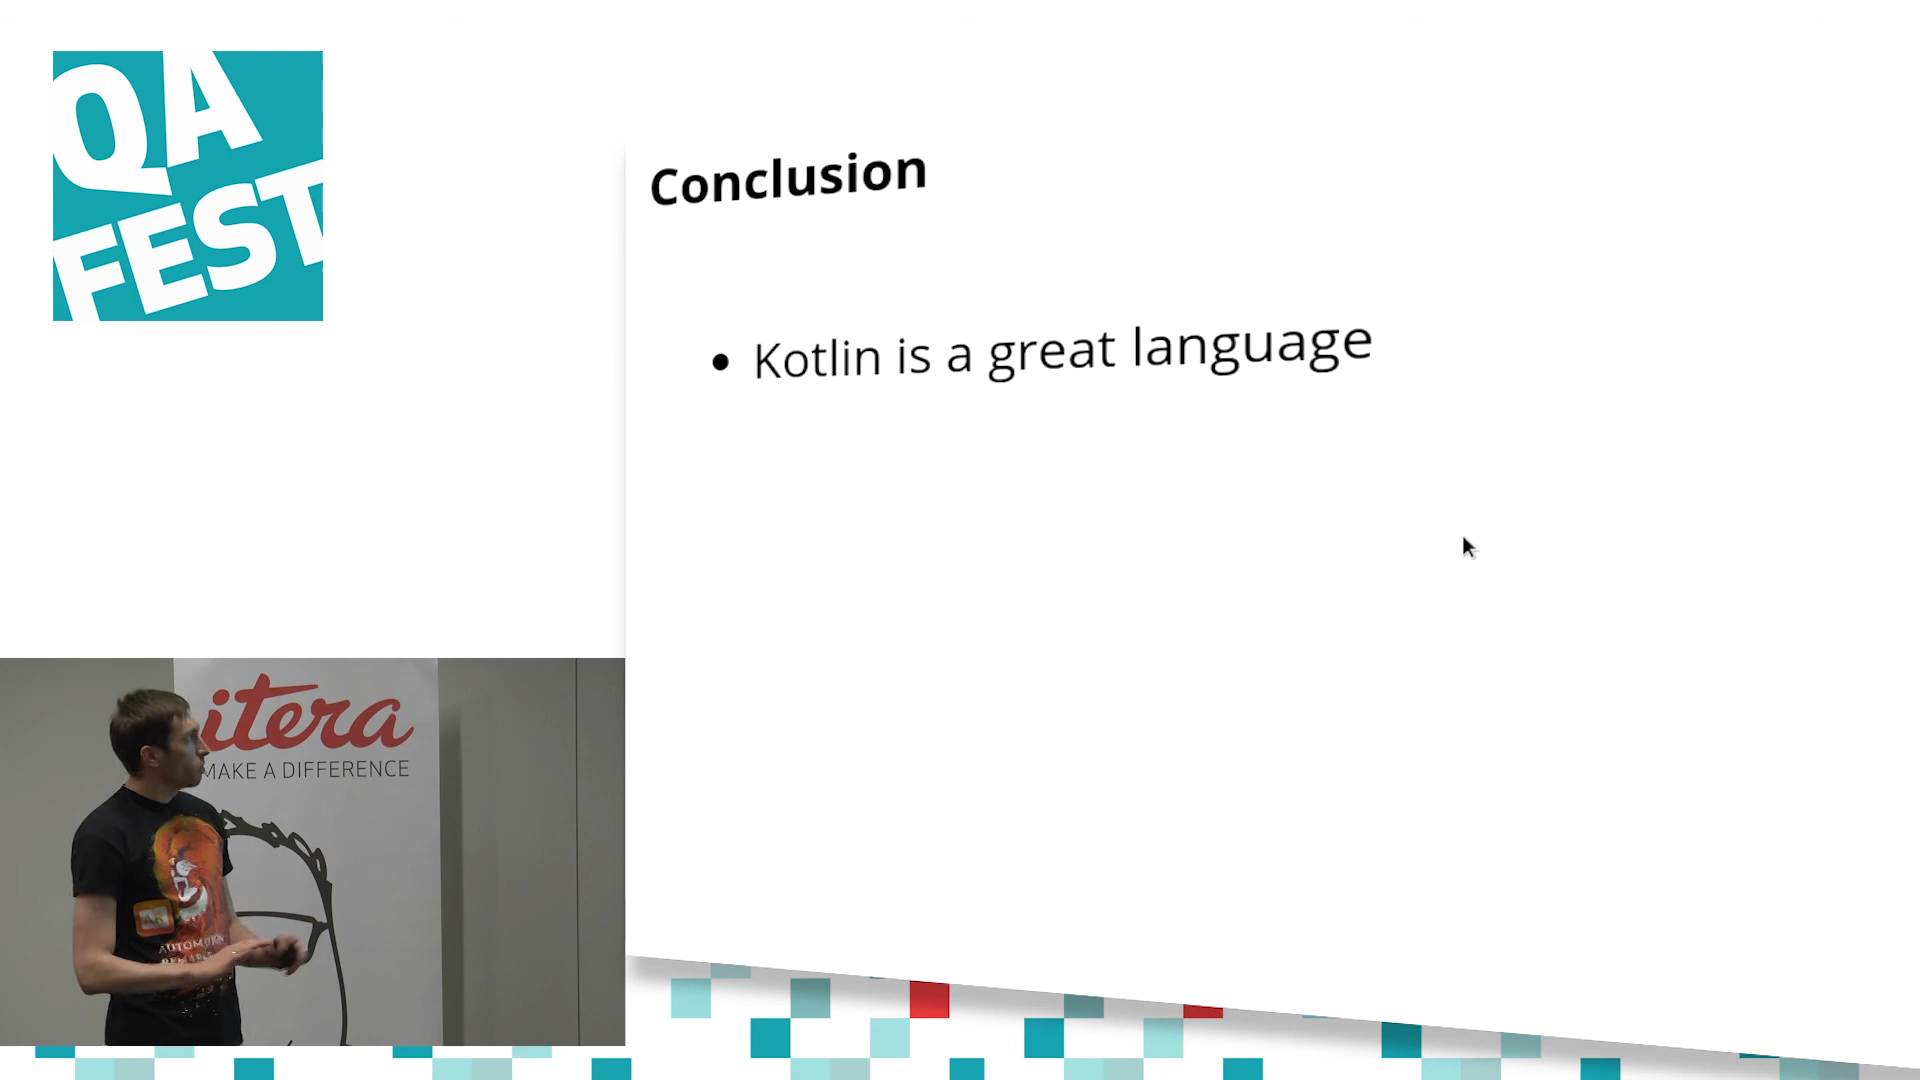 QA
FEST
Conclusion
• Kotlin is a great language
itera
MAKE A DIFFERENCE